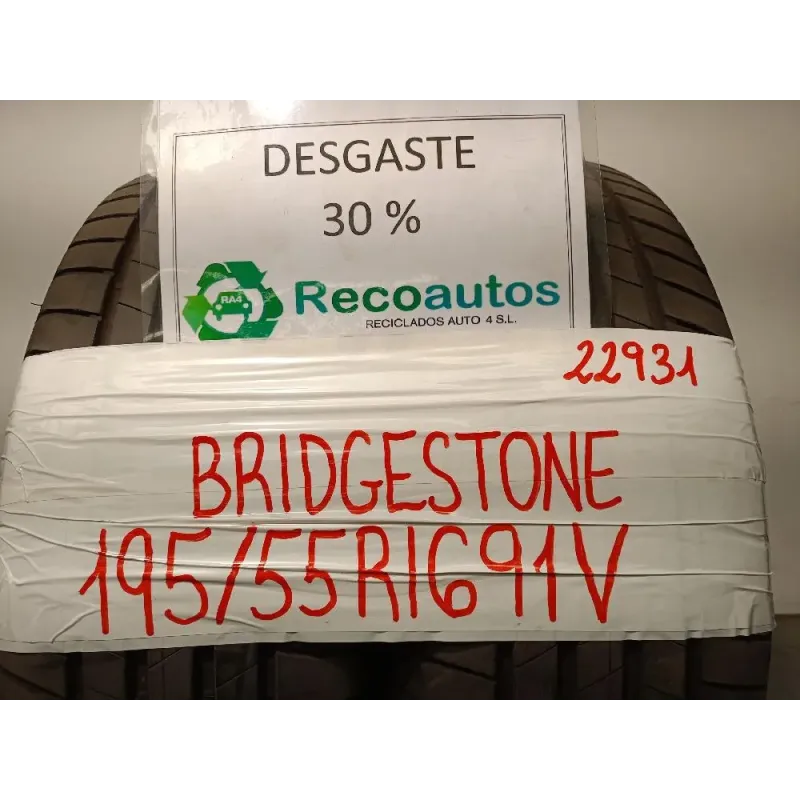 DESGASTE
30 %
RA4
Recoautos
RECICLADOS AUTO 4 S.L.
22931
BRIDGESTONE
195/55R1691V